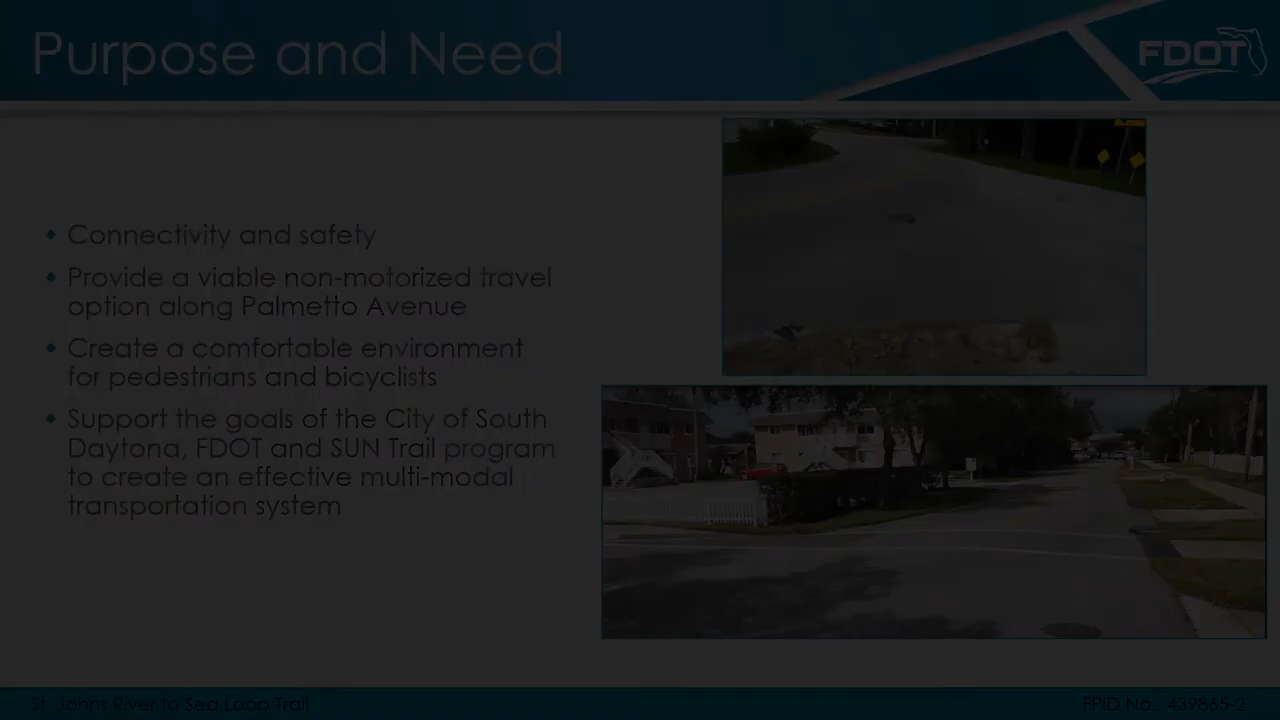 Purpose and Need
FDOT
Connectivity and safety
Provide a viable non-motorized travel
option along Palmetto Avenue
Create a comfortable environment
for pedestrians and bicyclists
Support the goals of the City of South
Daytona, FDOT and SUN Trail program
to create an effective multi-modal
transportation system
St. Johns River to Sea Loop Trail
FPID No.: 439865-2